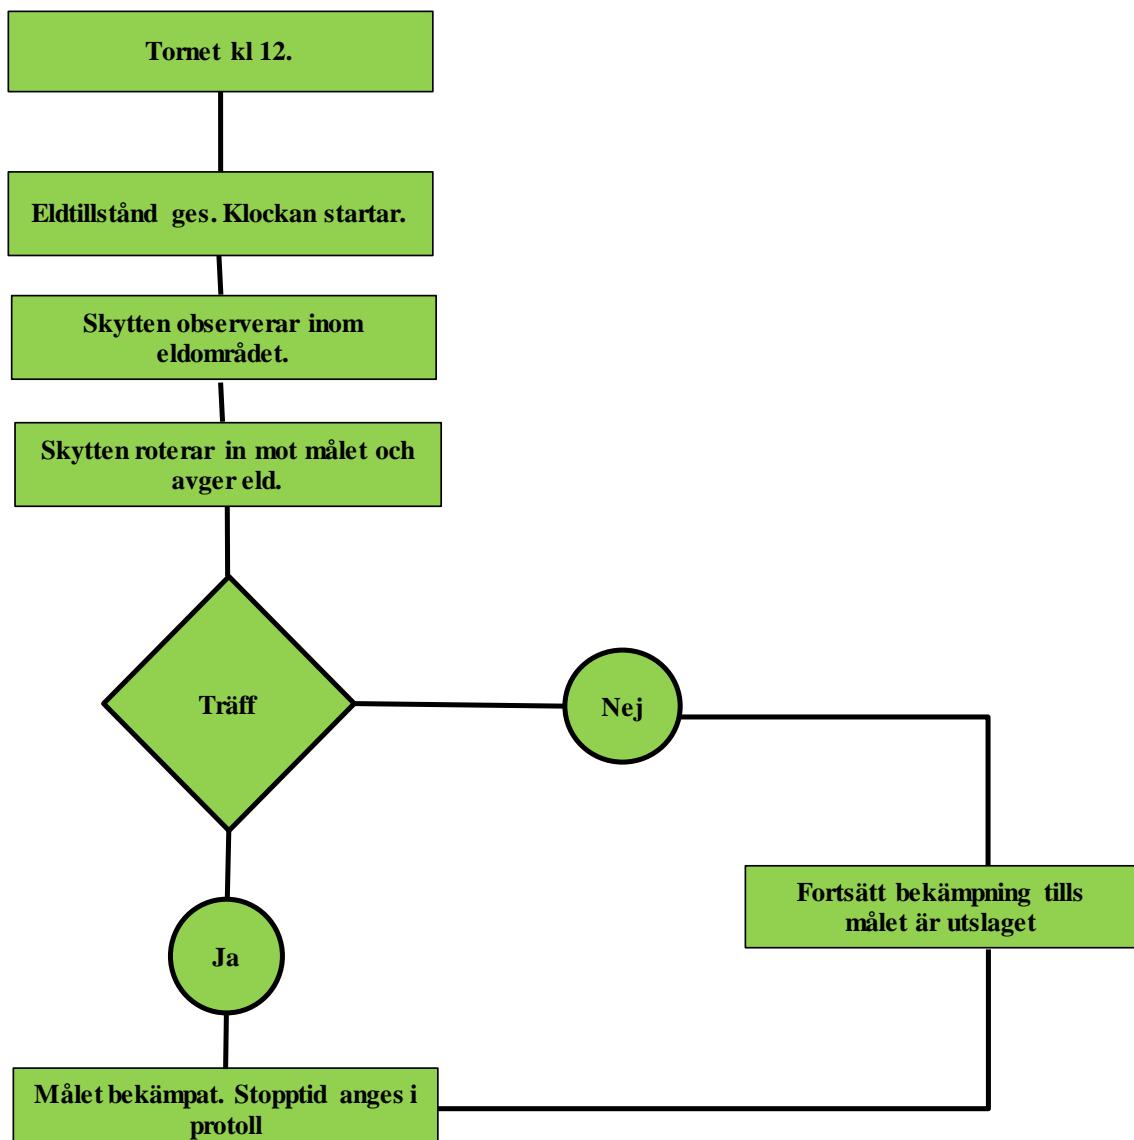 Tornet kl 12.
Eldtillstånd ges. Klockan startar.
Skytten observerar inom
eldområdet.
Skytten roterar in mot målet och
avger eld.
Träff
Nej
Fortsätt bekämpning tills
målet är utslaget
Ja
Målet bekämpat. Stopptid anges i
protoll